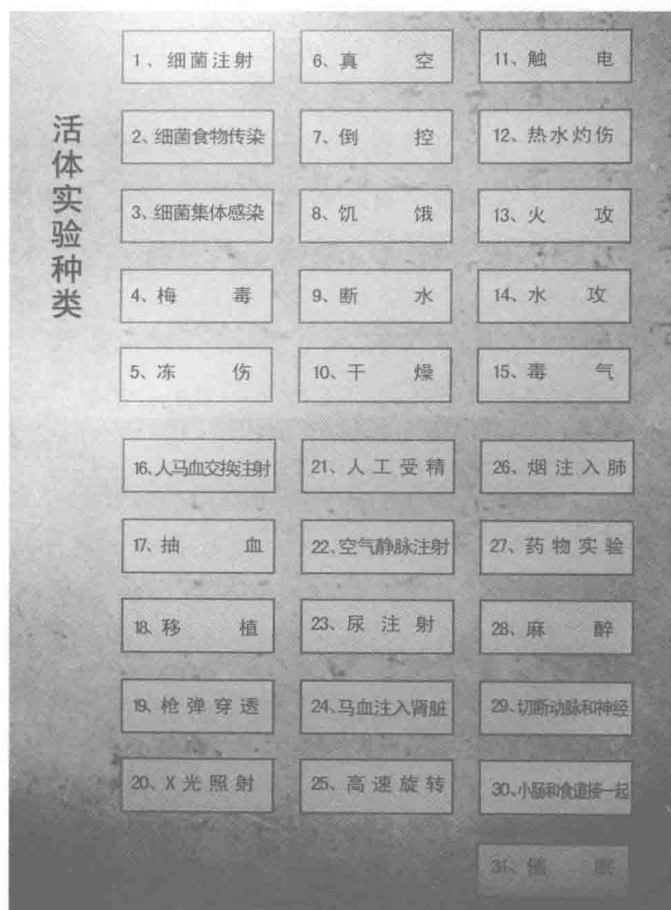 活体实验种类
1、细菌注射
2、细菌食物传染
3、细菌集体感染
4、梅毒
5、冻伤
6、真空
7、倒控
8、饥饿
9、断水
10、干燥
11、触电
12、热水灼伤
13、火攻
14、水攻
15、毒气
16、人马血交换注射
17、抽血
18、移植
19、枪弹穿透
20、X光照射
21、人工受精
22、空气静脉注射
23、尿注射
24、马血注入肾脏
25、高速旋转
26、烟注入肺
27、药物实验
28、麻醉
29、切断动脉和神经
30、小肠和食道接一起
31、催眠